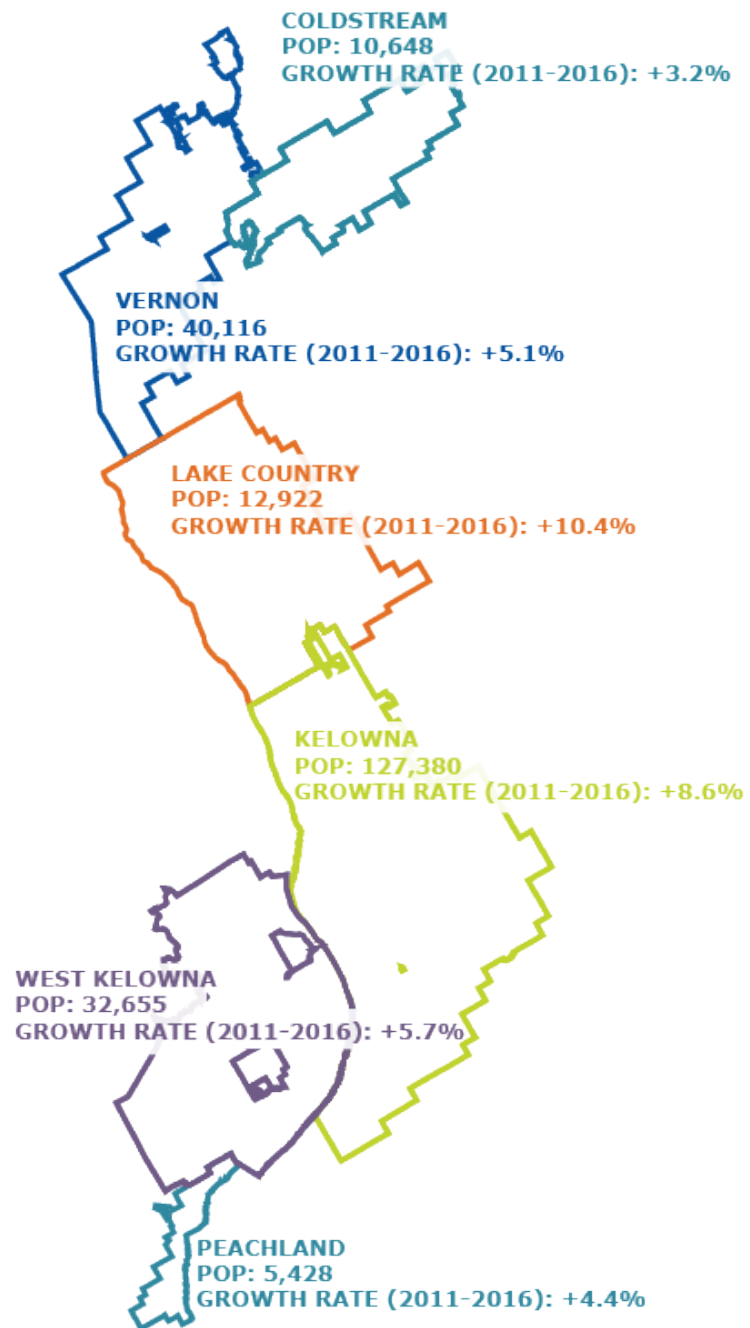 COLDSTREAM
POP: 10,648
GROWTH RATE (2011-2016): +3.2%
VERNON
POP: 40,116
GROWTH RATE (2011-2016): +5.1%
LAKE COUNTRY
POP: 12,922
GROWTH RATE (2011-2016): +10.4%
KELOWNA
POP: 127,380
GROWTH RATE (2011-2016): +8.6%
WEST KELOWNA
POP: 32,655
GROWTH RATE (2011-2016): +5.7%
PEACHLAND
POP: 5,428
GROWTH RATE (2011-2016): +4.4%